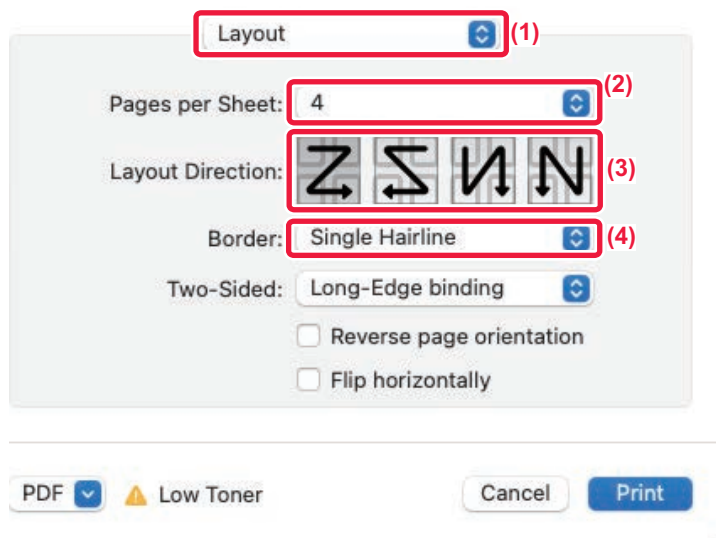 Layout (1)
Pages per Sheet: 4 (2)
Layout Direction: (3)
Border: Single Hairline (4)
Two-Sided: Long-Edge binding
Reverse page orientation
Flip horizontally
PDF Low Toner Cancel Print